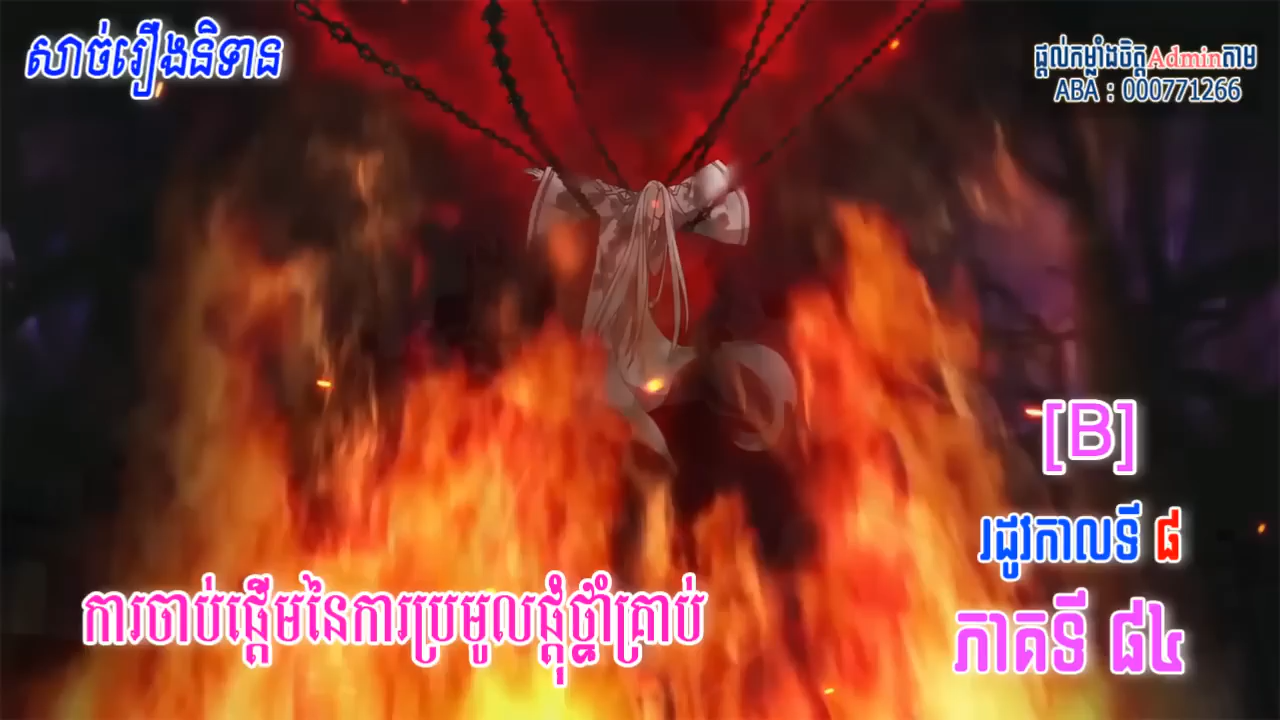 សាច់រឿងនិទាន
ផ្តល់កម្លាំងចិត្តAdminតាម
ABA : 000771266
[B]
រដូវកាលទី ៨
ភាគទី ៨៤
ការចាប់ផ្តើមនៃការប្រមូលផ្តុំថ្នាំគ្រាប់